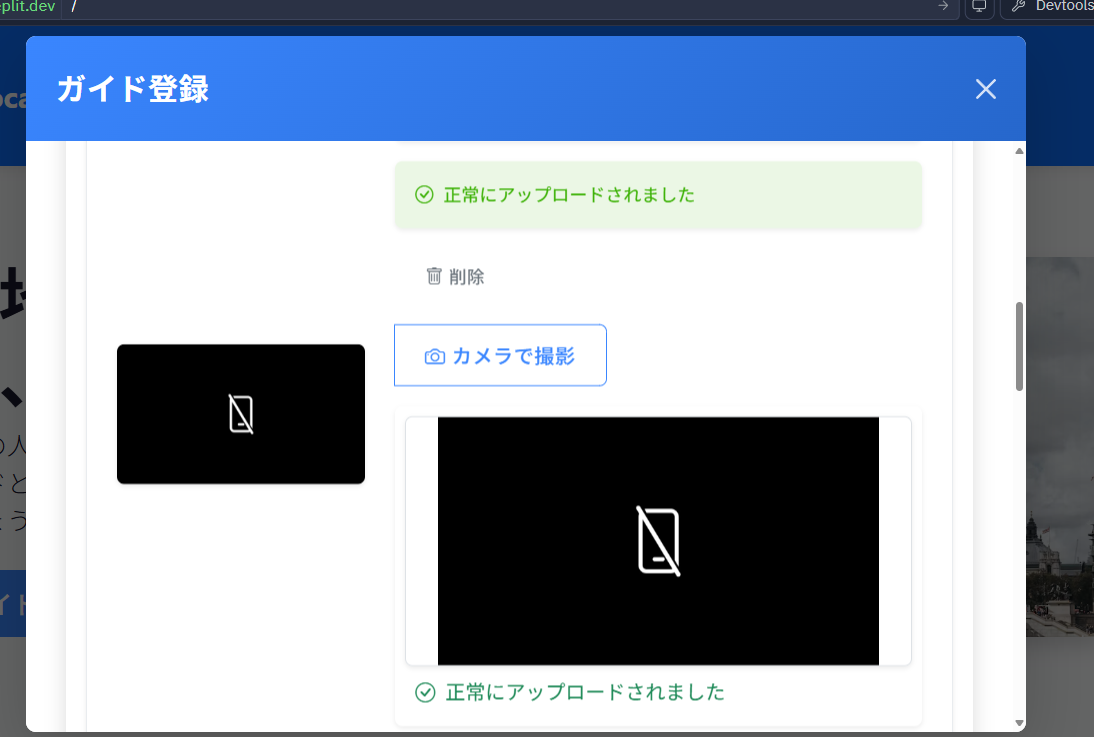 plit.dev
/
Devtools
ガイド登録
正常にアップロードされました
削除
カメラで撮影
正常にアップロードされました